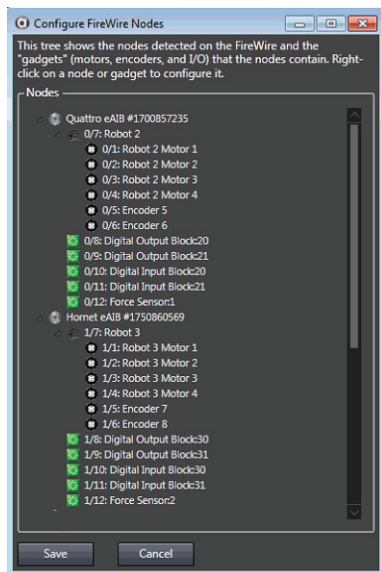 Configure FireWire Nodes
This tree shows the nodes detected on the FireWire and the
"gadgets" (motors, encoders, and I/O) that the nodes contain. Right-
click on a node or gadget to configure it.
Nodes
Quattro eAIB #1700857235
0/7: Robot 2
0/1: Robot 2 Motor 1
0/2: Robot 2 Motor 2
0/3: Robot 2 Motor 3
0/4: Robot 2 Motor 4
0/5: Encoder 5
0/6: Encoder 6
0/8: Digital Output Block:20
0/9: Digital Output Block:21
0/10: Digital Input Block:20
0/11: Digital Input Block:21
0/12: Force Sensor:1
Hornet eAIB #1750860569
1/7: Robot 3
1/1: Robot 3 Motor 1
1/2: Robot 3 Motor 2
1/3: Robot 3 Motor 3
1/4: Robot 3 Motor 4
1/5: Encoder 7
1/6: Encoder 8
1/8: Digital Output Block:30
1/9: Digital Output Block:31
1/10: Digital Input Block:30
1/11: Digital Input Block:31
1/12: Force Sensor:2
Save
Cancel